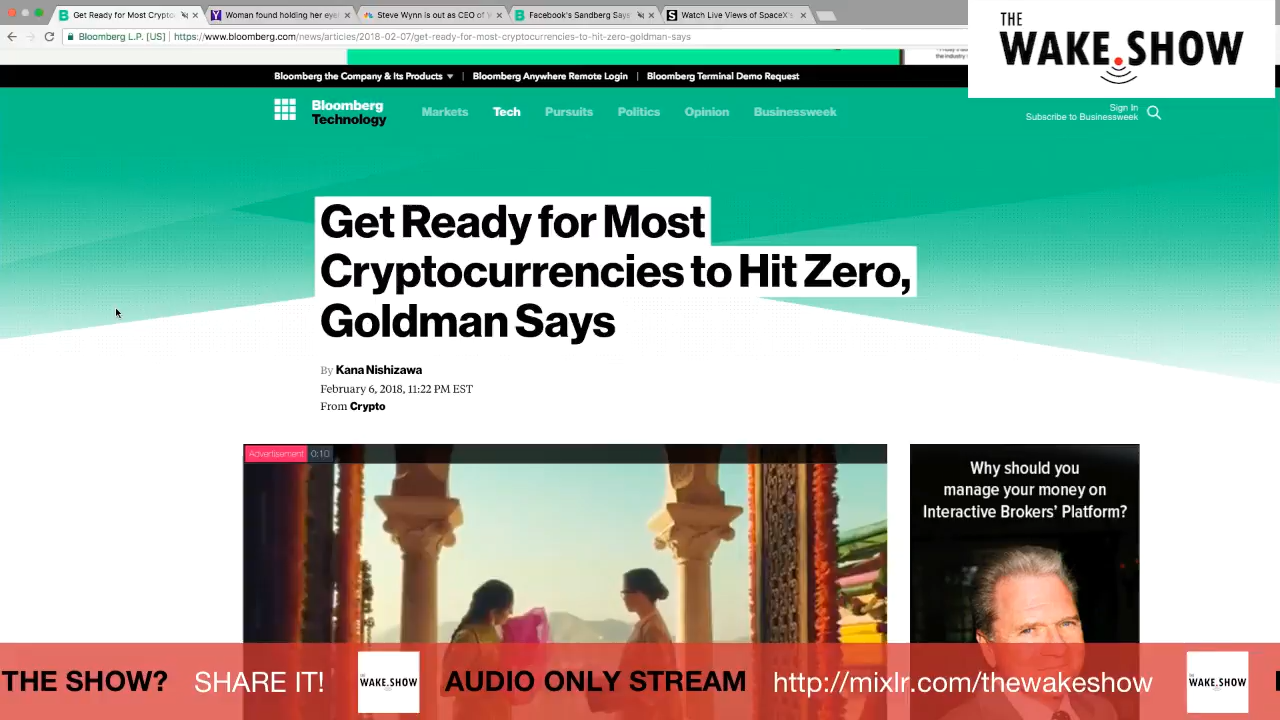 Get Ready for Most Cryptoc
Woman found holding her eye
Steve Wynn is out as CEO of
Facebook's Sandberg Says
Watch Live Views of SpaceX's
Bloomberg L.P. [US] | https://www.bloomberg.com/news/articles/2018-02-07/get-ready-for-most-cryptocurrencies-to-hit-zero-goldman-says
THE
WAKE.SHOW
the industry
Bloomberg the Company & Its Products | Bloomberg Anywhere Remote Login | Bloomberg Terminal Demo Request
Bloomberg
Technology
Markets Tech Pursuits Politics Opinion Businessweek
Sign In
Subscribe to Businessweek
Get Ready for Most
Cryptocurrencies to Hit Zero,
Goldman Says
By Kana Nishizawa
February 6, 2018, 11:22 PM EST
From Crypto
Advertisement 0:10
Why should you
manage your money on
Interactive Brokers' Platform?
THE SHOW? SHARE IT! THE WAKE.SHOW AUDIO ONLY STREAM http://mixlr.com/thewakeshow THE WAKE.SHOW